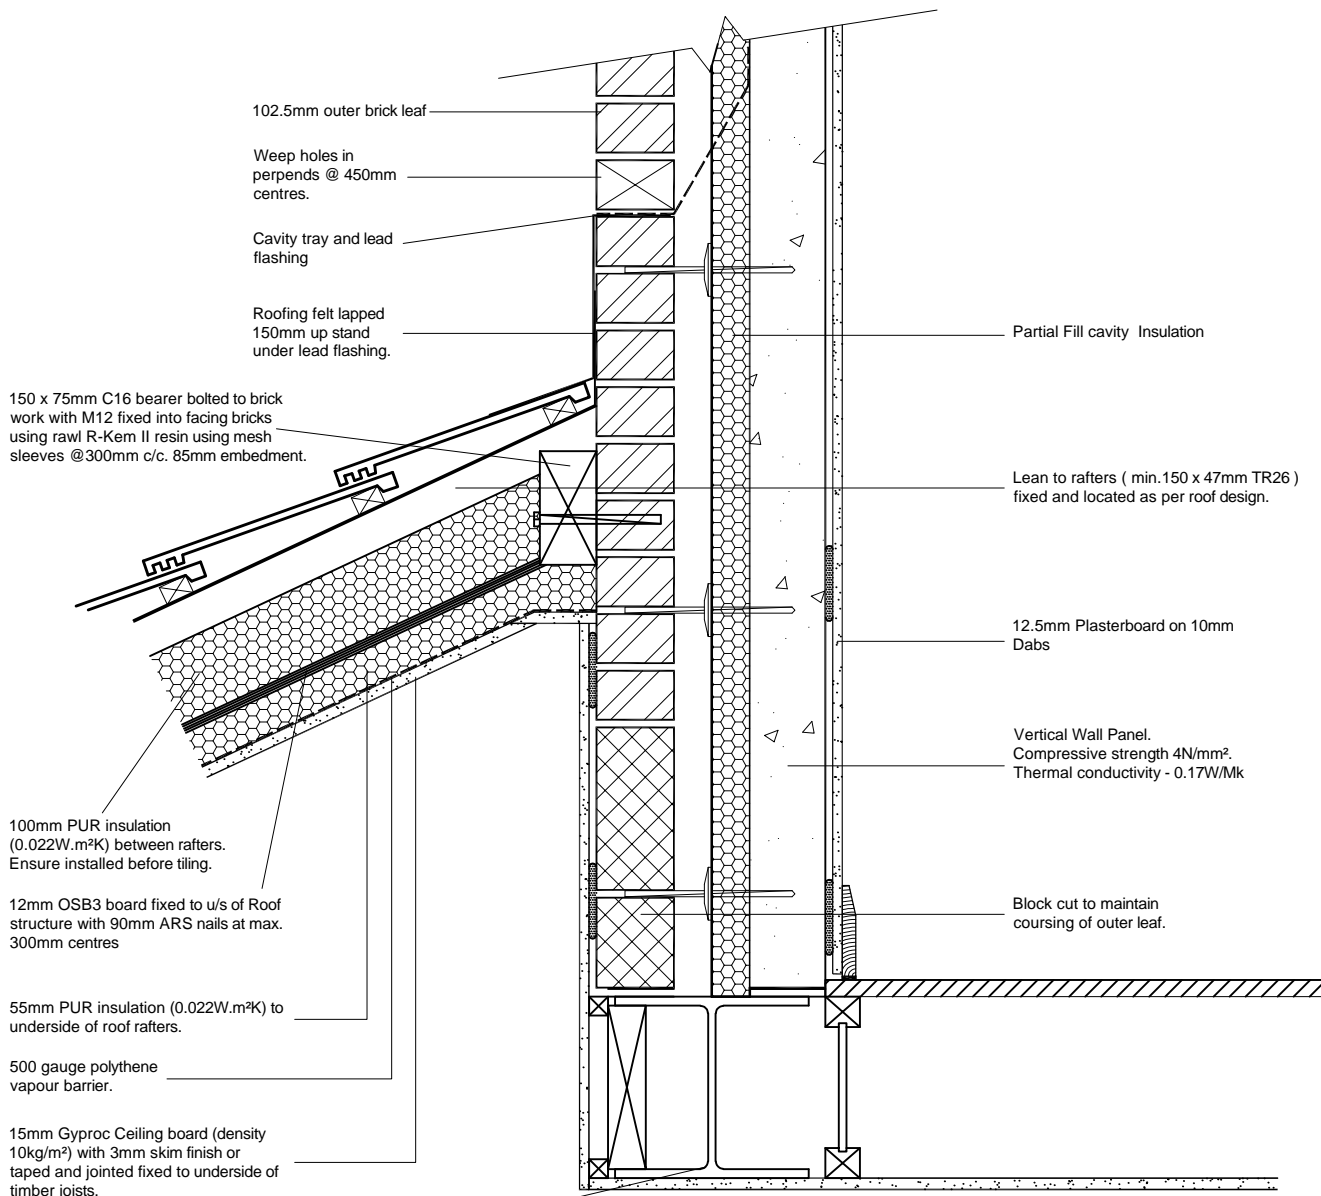 102.5mm outer brick leaf
Weep holes in
perpends @ 450mm
centres.
Cavity tray and lead
flashing
Roofing felt lapped
150mm up stand
under lead flashing.
150 x 75mm C16 bearer bolted to brick
work with M12 fixed into facing bricks
using rawl R-Kem II resin using mesh
sleeves @300mm c/c. 85mm embedment.
100mm PUR insulation
(0.022W.m²K) between rafters.
Ensure installed before tiling.
12mm OSB3 board fixed to u/s of Roof
structure with 90mm ARS nails at max.
300mm centres
55mm PUR insulation (0.022W.m²K) to
underside of roof rafters.
500 gauge polythene
vapour barrier.
15mm Gyproc Ceiling board (density
10kg/m²) with 3mm skim finish or
taped and jointed fixed to underside of
timber joists.
Partial Fill cavity Insulation
Lean to rafters ( min.150 x 47mm TR26 )
fixed and located as per roof design.
12.5mm Plasterboard on 10mm
Dabs
Vertical Wall Panel.
Compressive strength 4N/mm².
Thermal conductivity - 0.17W/Mk
Block cut to maintain
coursing of outer leaf.